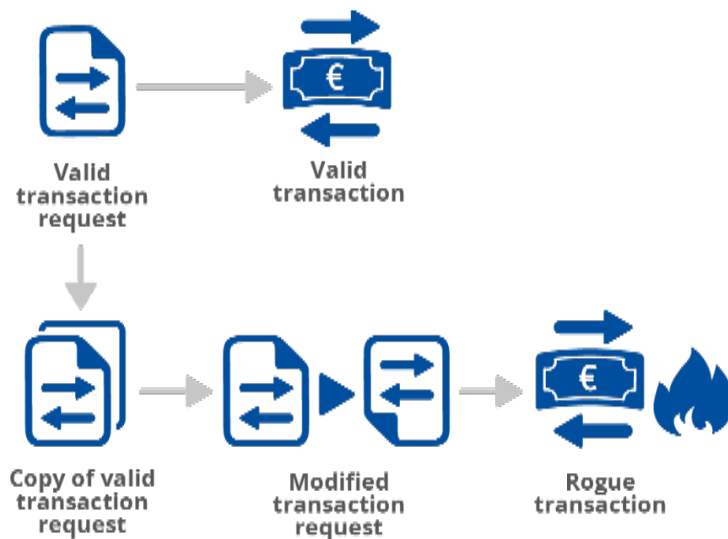 €
Valid
transaction
request
Valid
transaction
€
Copy of valid
transaction
request
Modified
transaction
request
Rogue
transaction